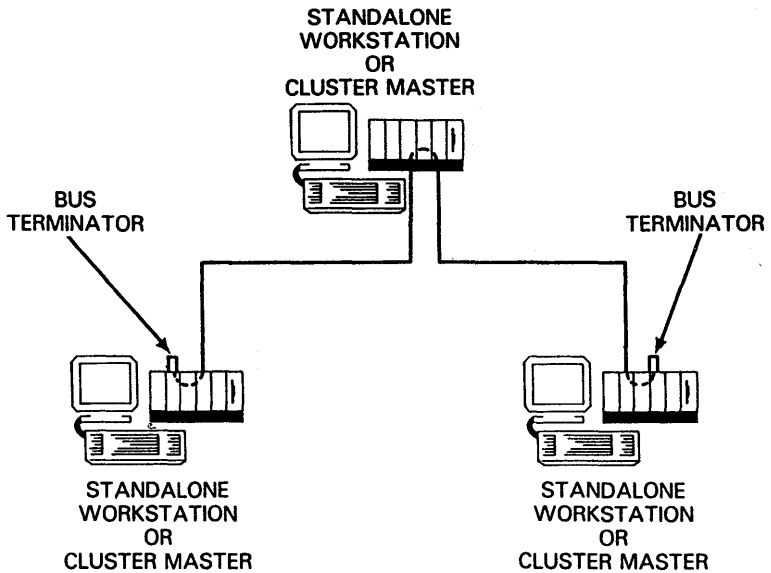 STANDALONE
WORKSTATION
OR
CLUSTER MASTER
BUS
TERMINATOR
BUS
TERMINATOR
STANDALONE
WORKSTATION
OR
CLUSTER MASTER
STANDALONE
WORKSTATION
OR
CLUSTER MASTER